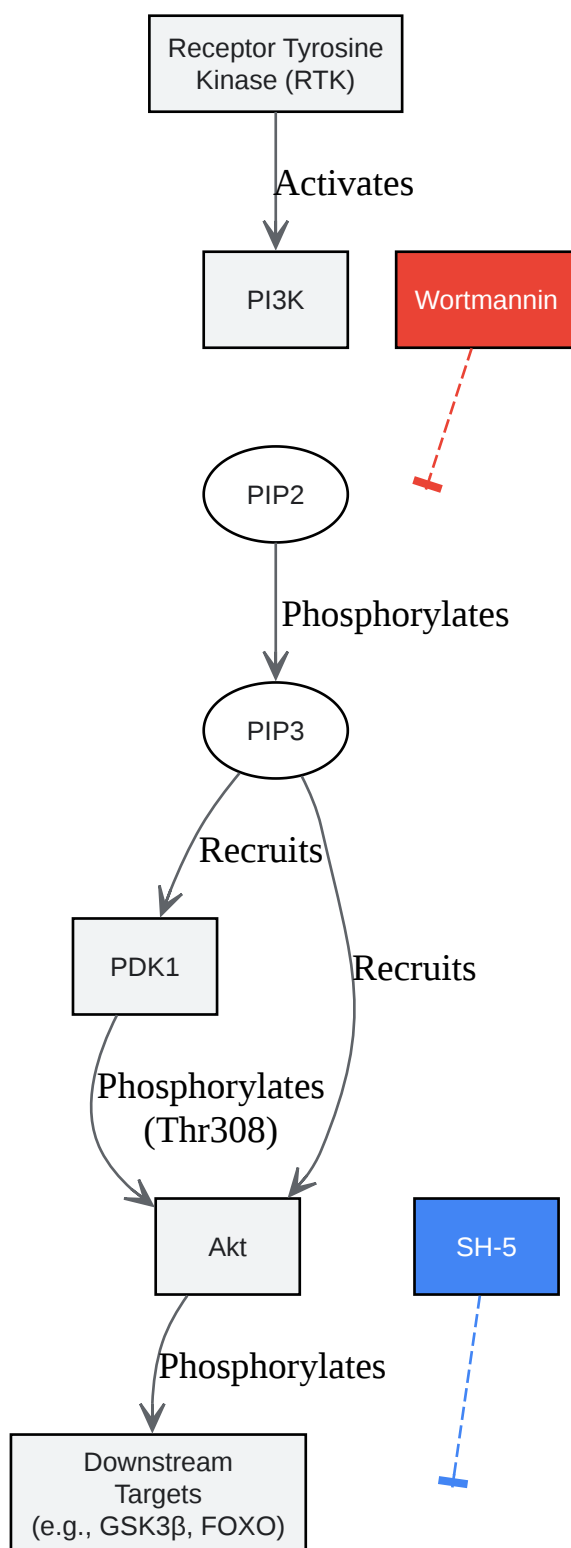 Receptor Tyrosine
Kinase (RTK)
Activates
PI3K
Wortmannin
PIP2
Phosphorylates
PIP3
Recruits
PDK1
Recruits
Phosphorylates
(Thr308)
Akt
SH-5
Phosphorylates
Downstream
Targets
(e.g., GSK3β, FOXO)